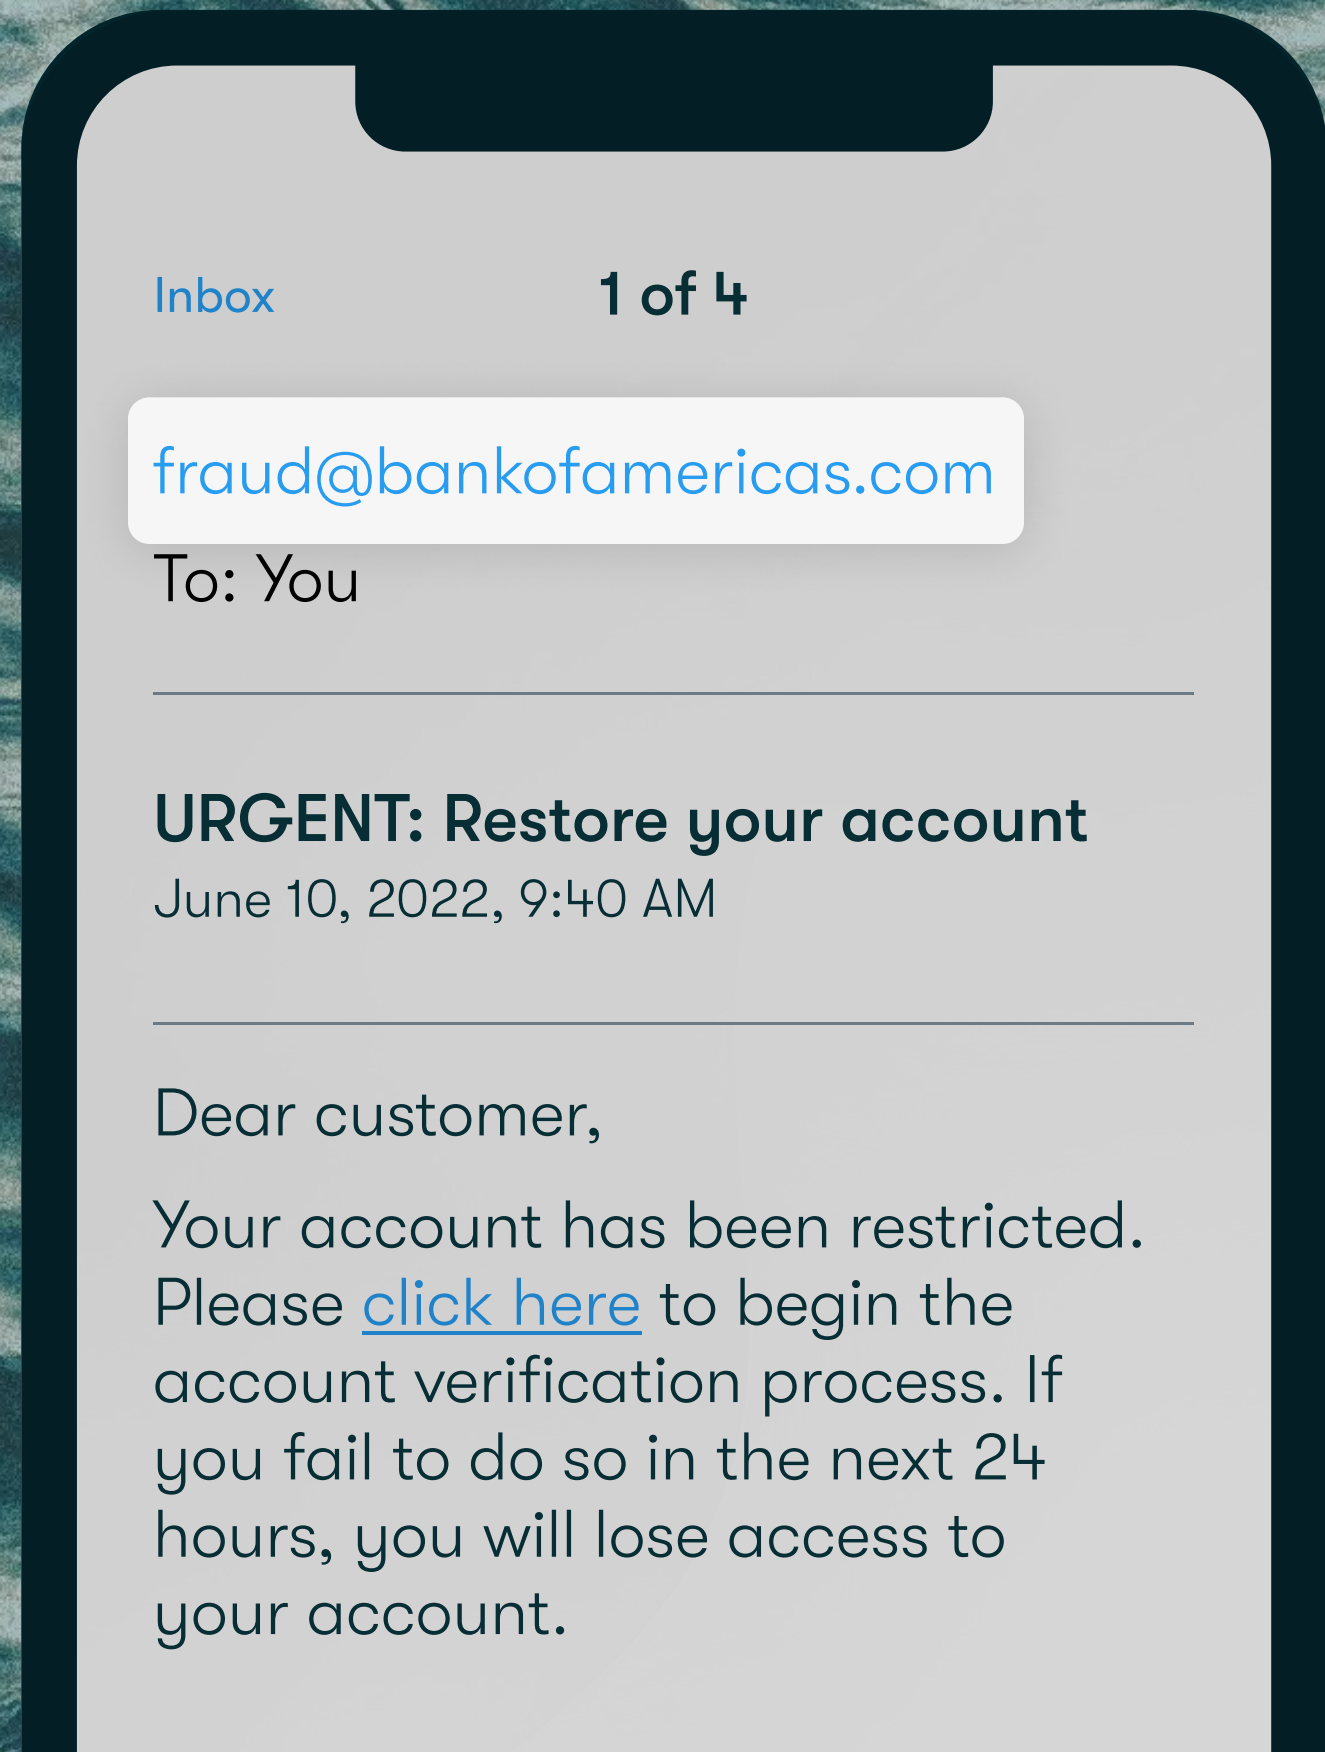 Inbox
1 of 4
fraud@bankofamericas.com
To: You
URGENT: Restore your account
June 10, 2022, 9:40 AM
Dear customer,
Your account has been restricted.
Please click here to begin the
account verification process. If
you fail to do so in the next 24
hours, you will lose access to
your account.